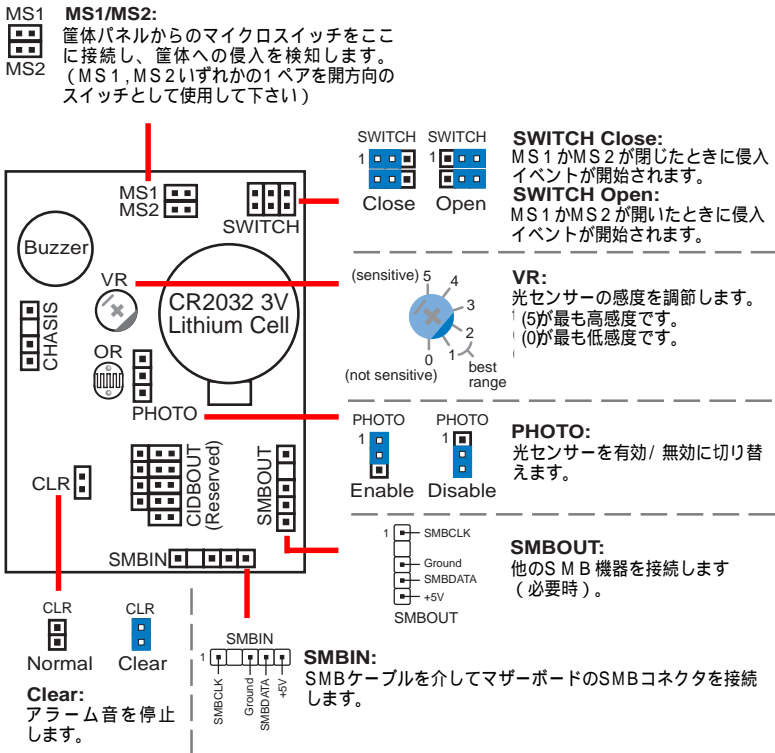 MS1
MS2
MS1/MS2:
筐体パネルからのマイクロスイッチをここ
に接続し、筐体への侵入を検知します。
(MS1,MS2いずれかの1ペアを開方向の
スイッチとして使用して下さい)
MS1
MS2
SWITCH
Buzzer
VR
CR2032 3V
Lithium Cell
CHASIS
OR
PHOTO
CLR
CIDBOUT
(Reserved)
SMBOUT
SMBIN
SWITCH
1
Close
SWITCH
1
Open
SWITCH Close:
MS1かMS2が閉じたときに侵入
イベントが開始されます。
SWITCH Open:
MS1かMS2が開いたときに侵入
イベントが開始されます。
(sensitive) 5
4
3
2
1
0
(not sensitive)
best
range
VR:
光センサーの感度を調節します。
(5)が最も高感度です。
(0)が最も低感度です。
PHOTO
1
Enable
PHOTO
1
Disable
PHOTO:
光センサーを有効/ 無効に切り替
えます。
1
SMBCLK
Ground
SMBDATA
+5V
SMBOUT
SMBOUT:
他のSMB機器を接続します
(必要時)。
CLR
Normal
CLR
Clear
Clear:
アラーム音を停止
します。
SMBIN
1
SMBCLK
Ground
SMBDATA
+5V
SMBIN:
SMBケーブルを介してマザーボードのSMBコネクタを接続
します。